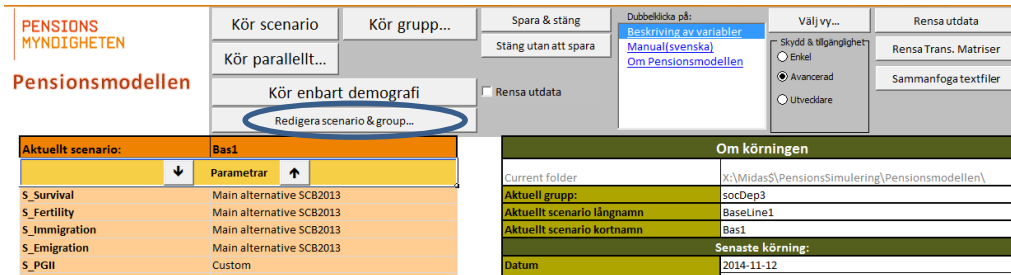 PENSIONS
MYNDIGHETEN
Pensionsmodellen
Kör scenario
Kör grupp...
Kör parallellt...
Kör enbart demografi
Redigera scenario & group...
Spara & stäng
Stäng utan att spara
Rensa utdata
Dubbelklicka på:
Beskriving av variabler
Manual(svenska)
Om Pensionsmodellen
Välj vy...
Skydd & tillgänglighet
Enkel
Avancerad
Utvecklare
Rensa utdata
Rensa Trans. Matriser
Sammanfoga textfiler
Aktuellt scenario: Bas1
Parametrar
S_Survival Main alternative SCB2013
S_Fertility Main alternative SCB2013
S_Immigration Main alternative SCB2013
S_Emigration Main alternative SCB2013
S_PGII Custom
Om körningen
Current folder X:\Midas$\PensionsSimulering\Pensionsmodellen\
Aktuell grupp: socDep3
Aktuellt scenario långnamn BaseLine1
Aktuellt scenario kortnamn Bas1
Senaste körning:
Datum 2014-11-12